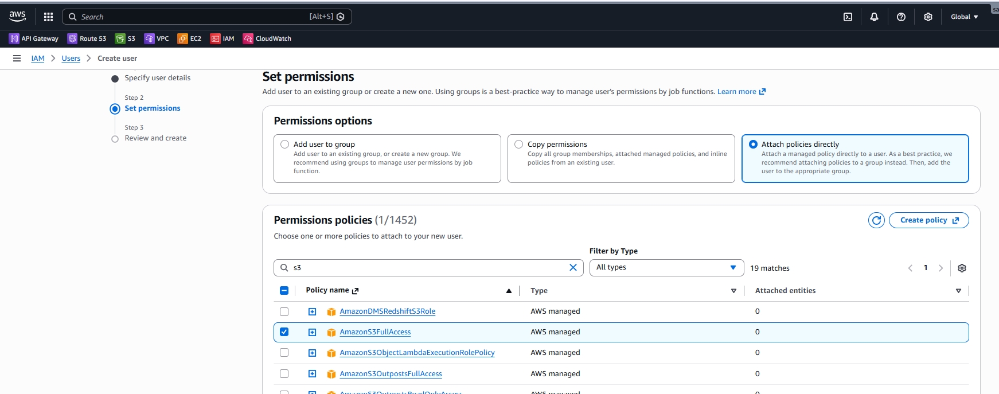 aws
Search [Alt+S]
Global
sa
API Gateway Route 53 S3 VPC EC2 IAM CloudWatch
IAM Users Create user
Specify user details
Step 2
Set permissions
Step 3
Review and create
Set permissions
Add user to an existing group or create a new one. Using groups is a best-practice way to manage user's permissions by job functions. Learn more
Permissions options
Add user to group
Add user to an existing group, or create a new group. We
recommend using groups to manage user permissions by job
function.
Copy permissions
Copy all group memberships, attached managed policies, and inline
policies from an existing user.
Attach policies directly
Attach a managed policy directly to a user. As a best practice, we
recommend attaching policies to a group instead. Then, add the
user to the appropriate group.
Permissions policies (1/1452)
Create policy
Choose one or more policies to attach to your new user.
Filter by Type
s3
All types
19 matches
1
Policy name Type Attached entities
AmazonDMSRedshiftS3Role AWS managed 0
AmazonS3FullAccess AWS managed 0
AmazonS3ObjectLambdaExecutionRolePolicy AWS managed 0
AmazonS3OutpostsFullAccess AWS managed 0
AmazonS3OutpostsReadOnlyAccess AWS managed 0